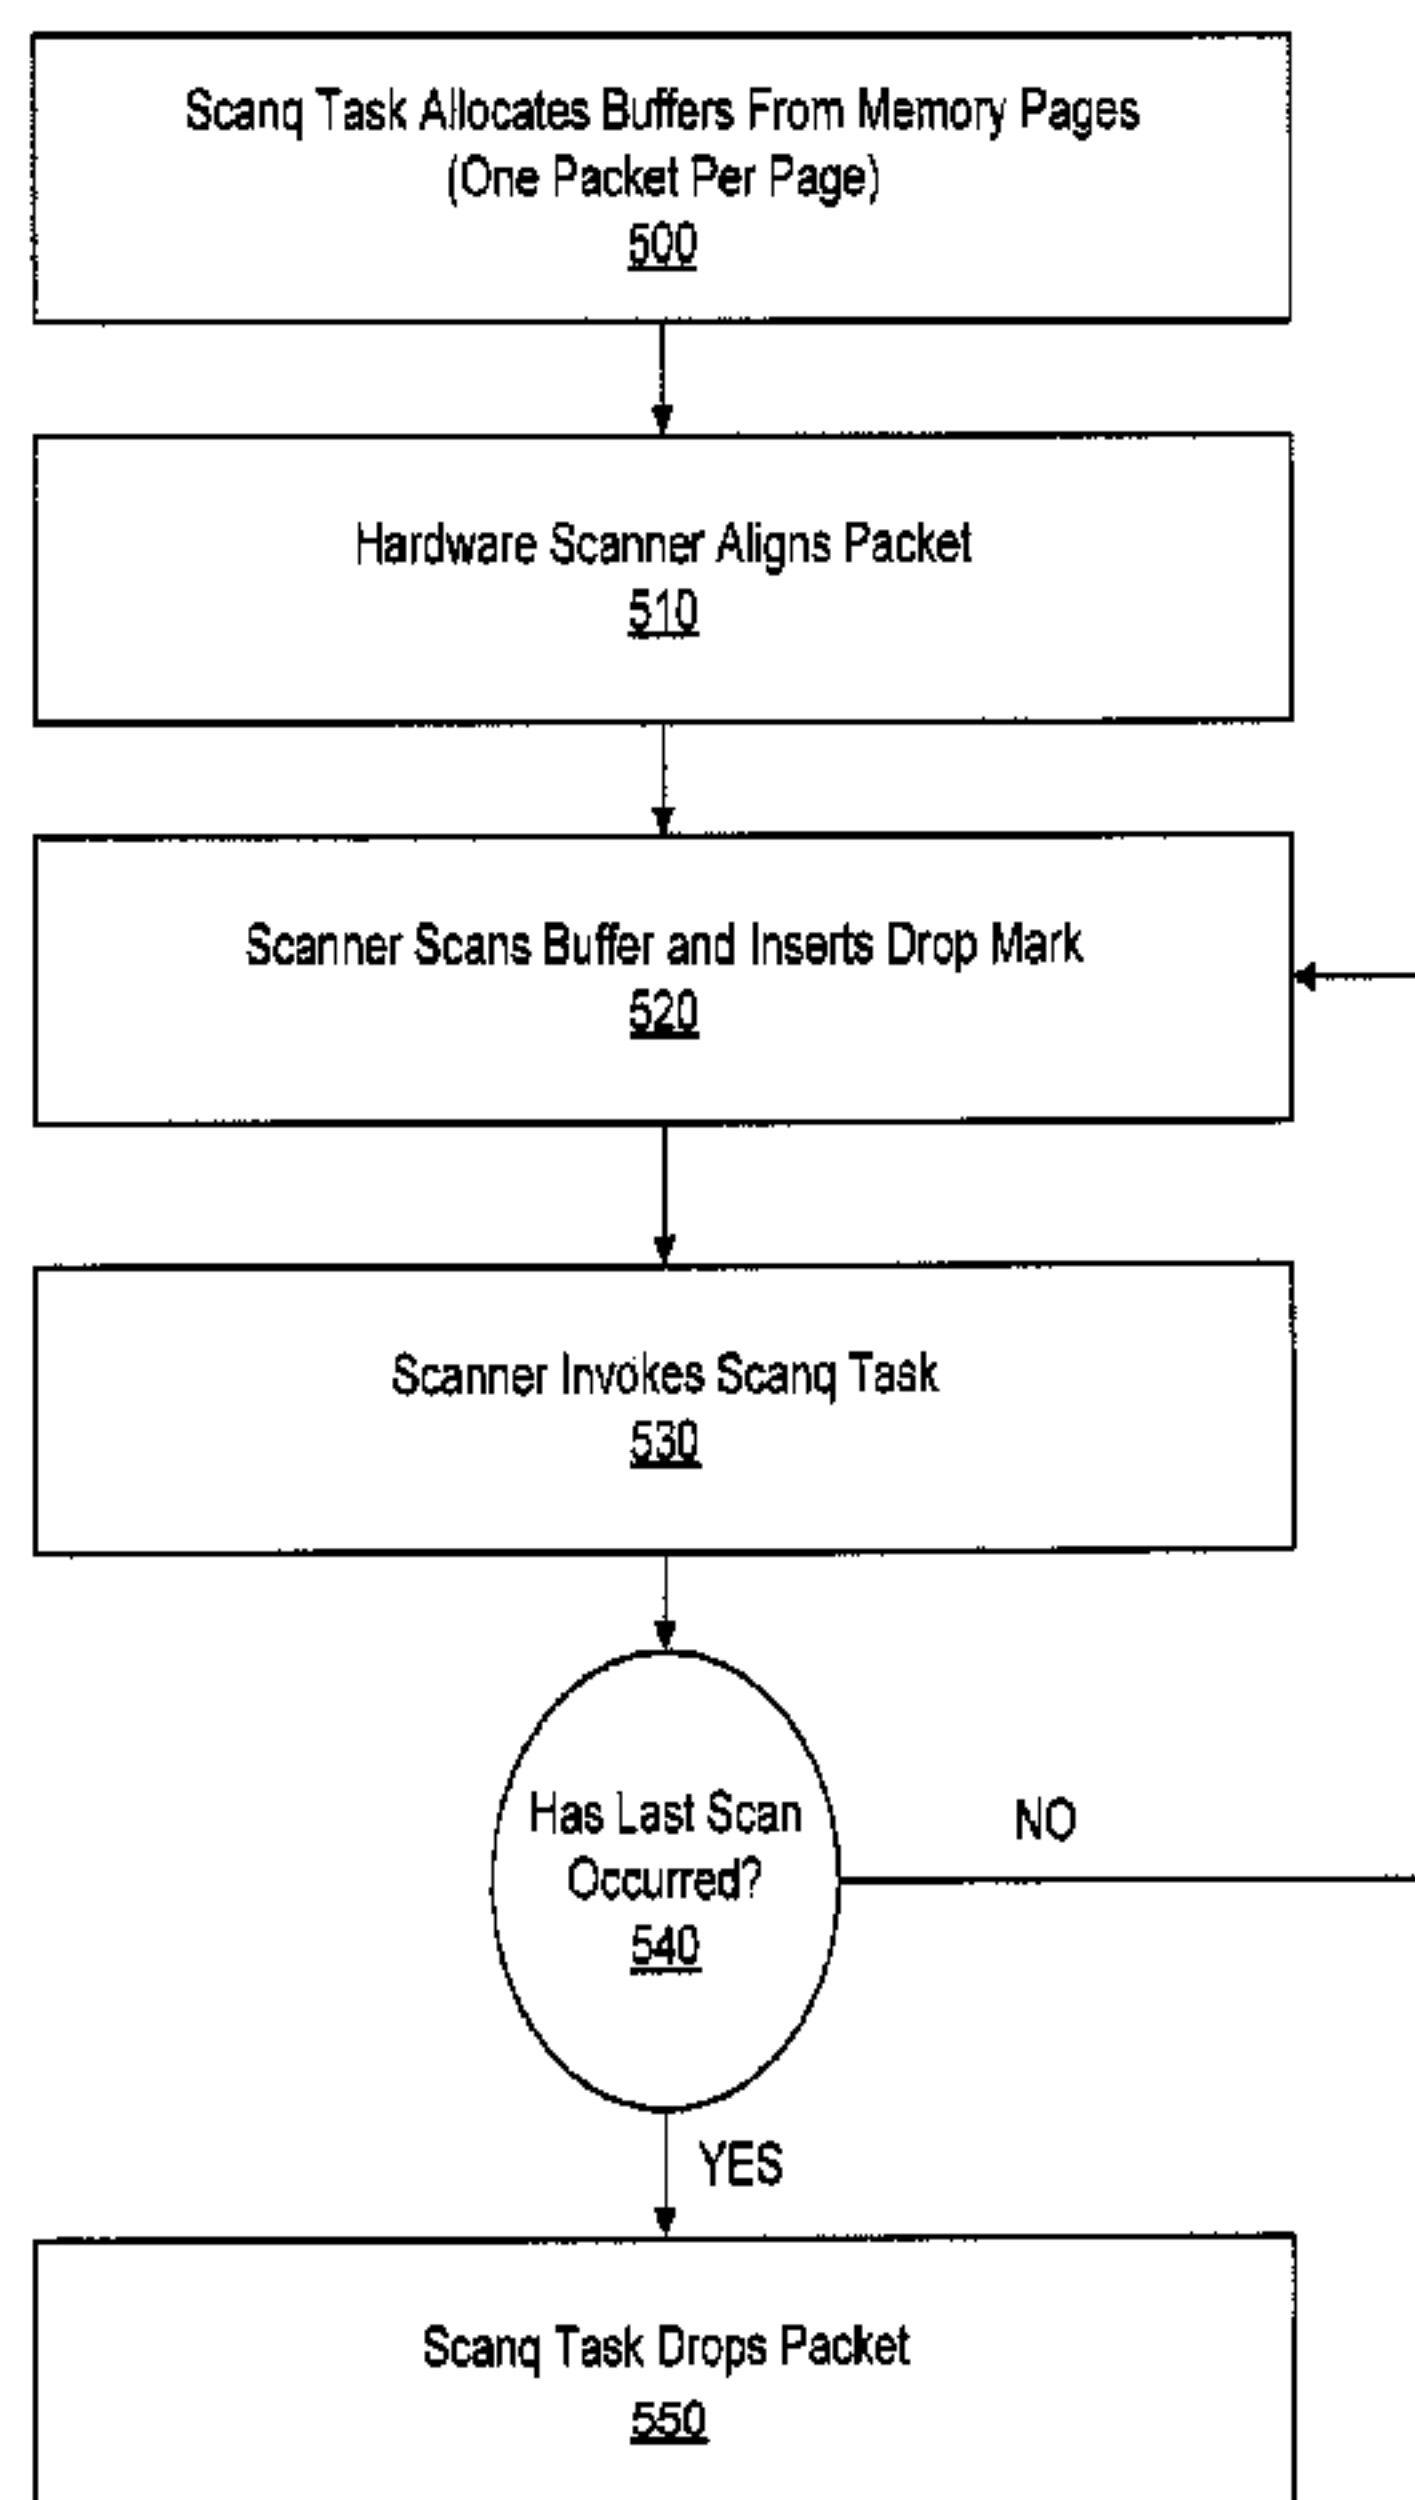 Scanq Task Allocates Buffers From Memory Pages
(One Packet Per Page)
500
Hardware Scanner Aligns Packet
510
Scanner Scans Buffer and Inserts Drop Mark
520
Scanner Invokes Scanq Task
530
Has Last Scan
Occurred?
540
NO
YES
Scanq Task Drops Packet
550